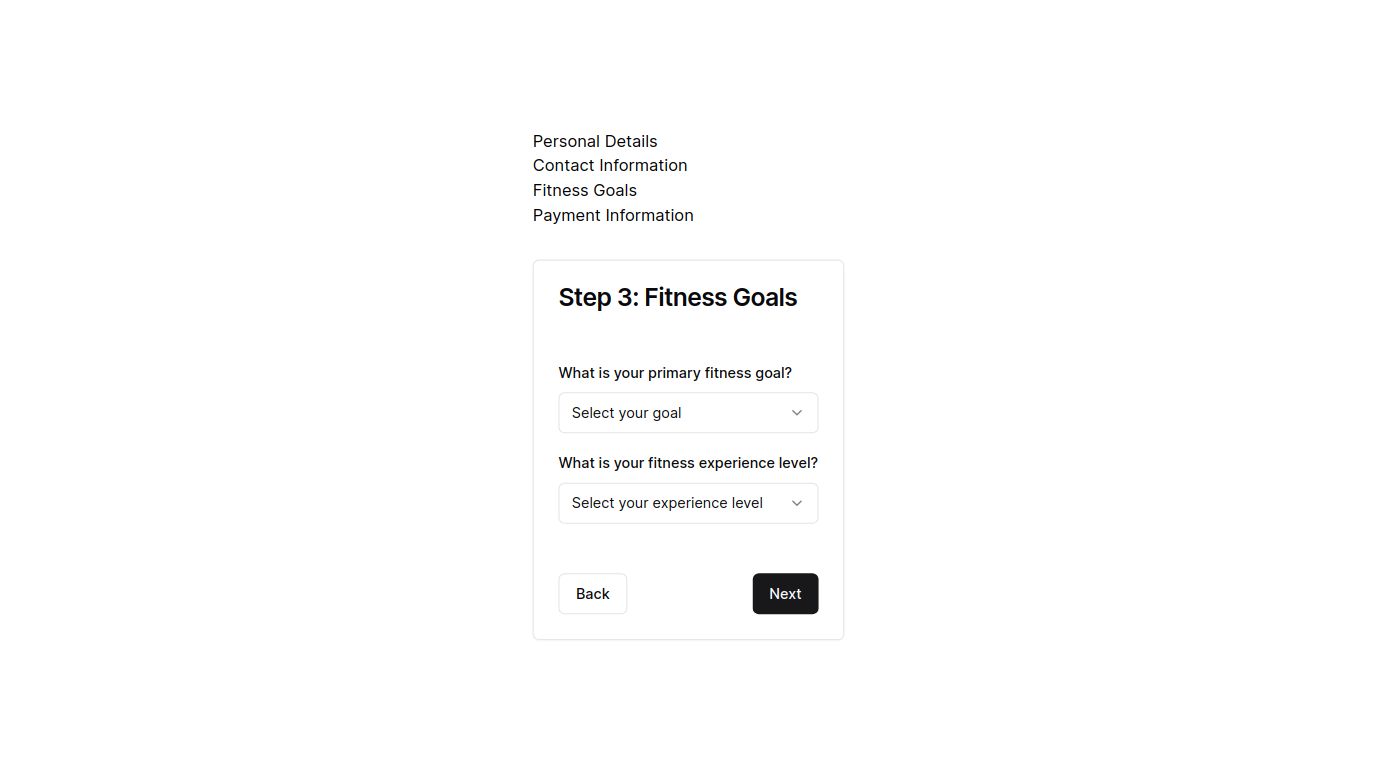 Personal Details
Contact Information
Fitness Goals
Payment Information
Step 3: Fitness Goals
What is your primary fitness goal?
Select your goal
What is your fitness experience level?
Select your experience level
Back
Next